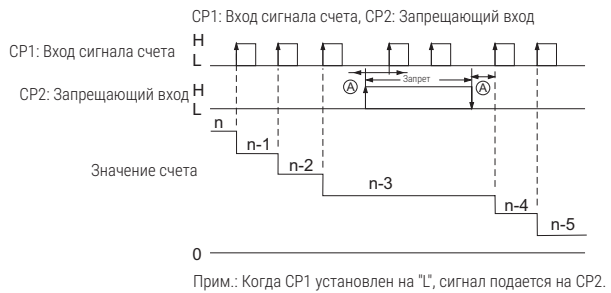 CP1: Вход сигнала счета, CP2: Запрещающий вход
CP1: Вход сигнала счета
H
L
Запрет
A
A
CP2: Запрещающий вход
H
L
n
n-1
n-2
Значение счета
n-3
n-4
n-5
0
Прим.: Когда CP1 установлен на "L", сигнал подается на CP2.